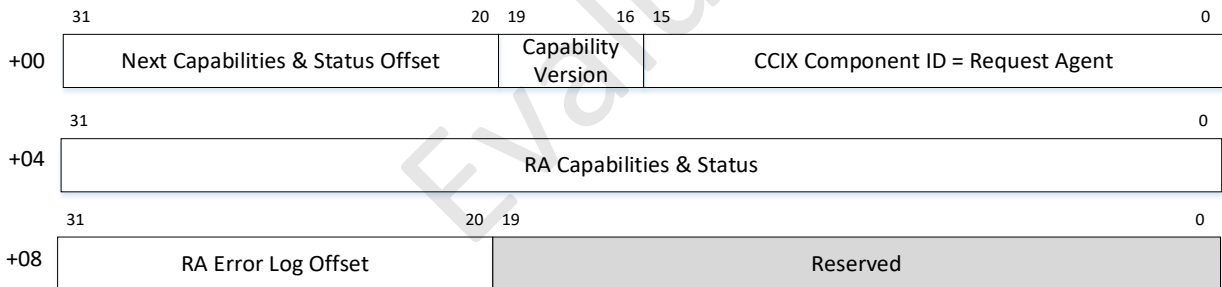 31 20 19 16 15 0
+00 Next Capabilities & Status Offset Capability Version CCIX Component ID = Request Agent
31 0
+04 RA Capabilities & Status
31 20 19 0
+08 RA Error Log Offset Reserved